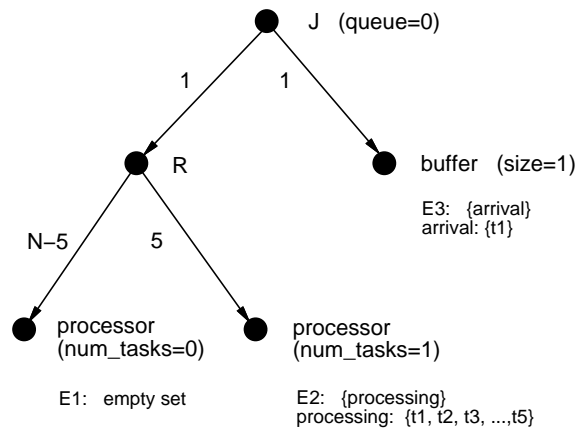 J (queue=0)
1 1
R
buffer (size=1)
E3: {arrival}
arrival: {t1}
N−5 5
processor
(num_tasks=0)
processor
(num_tasks=1)
E1: empty set
E2: {processing}
processing: {t1, t2, t3, ...,t5}